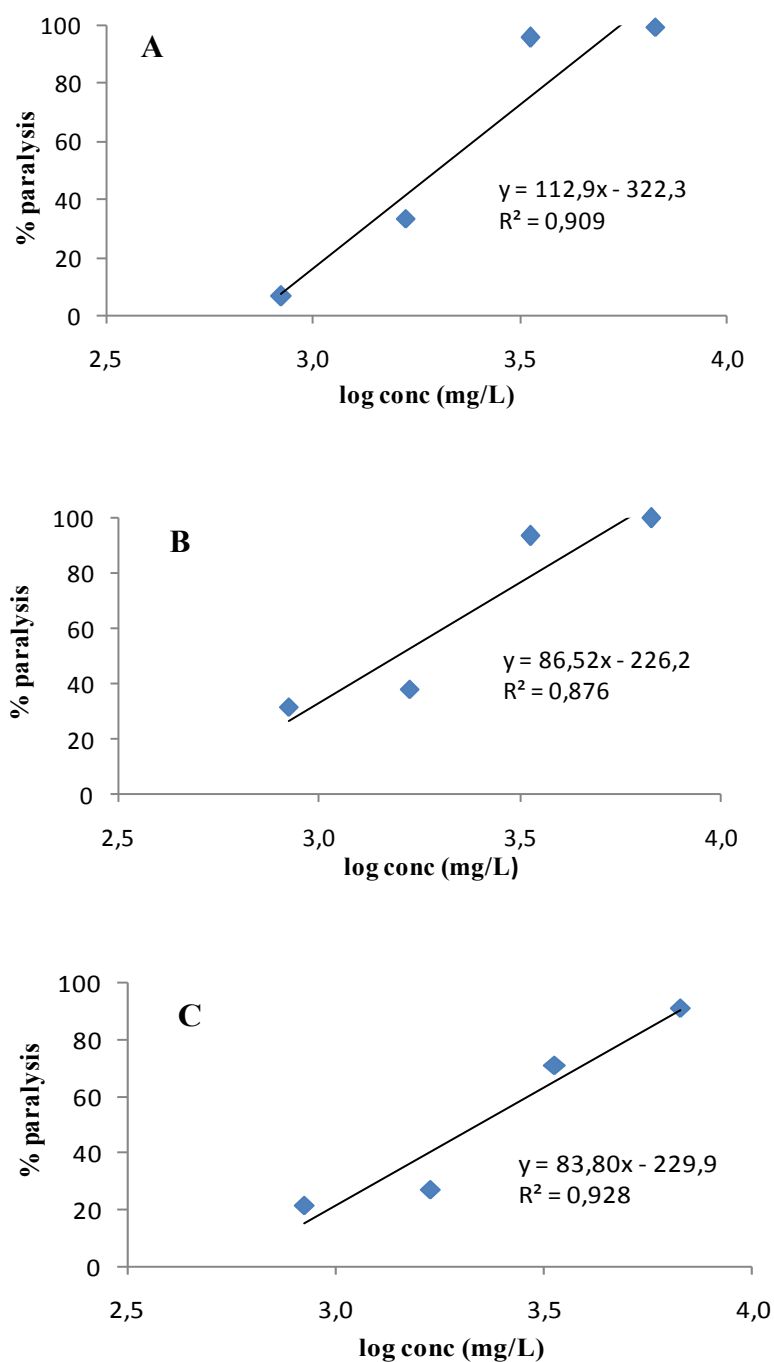 A
% paralysis
100
80
60
40
20
0
y = 112,9x - 322,3
R² = 0,909
2,5 3,0 3,5 4,0
log conc (mg/L)
B
% paralysis
100
80
60
40
20
0
y = 86,52x - 226,2
R² = 0,876
2,5 3,0 3,5 4,0
log conc (mg/L)
C
% paralysis
100
80
60
40
20
0
y = 83,80x - 229,9
R² = 0,928
2,5 3,0 3,5 4,0
log conc (mg/L)